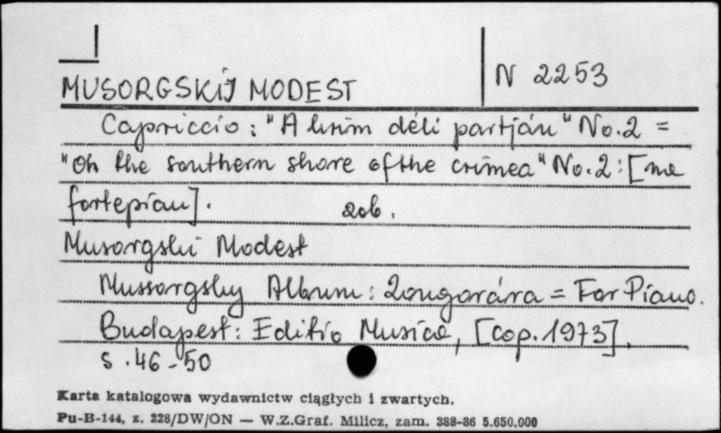 N 2253
MUSORGSKIJ MODEST
Capriccio : "A krim déli partján" No.2 =
"On the southern shore of the crimea" No.2 : [na
fortepian].
zob.
Musorgski Modest
Mussorgsky Album : Zongorára = For Piano.
Budapest : Editio Musica, [cop. 1973].
s. 46-50
Karta katalogowa wydawnictw ciągłych i zwartych.
Pu-B-144, z. 228/DW/ON — W.Z.Graf. Milicz, zam. 388-86 5.650.000